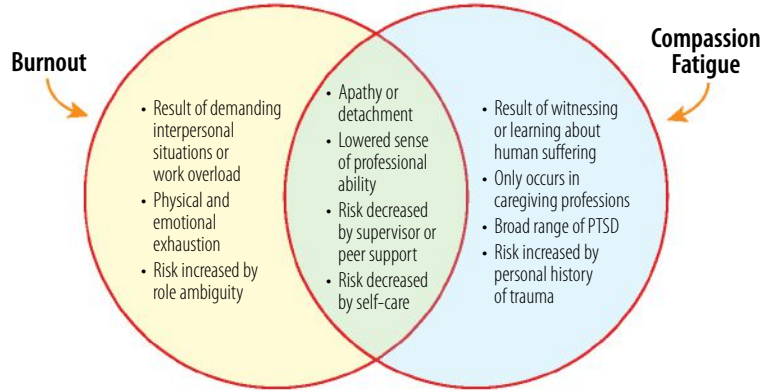 Burnout
Compassion
Fatigue
• Result of demanding
interpersonal
situations or
work overload
• Physical and
emotional
exhaustion
• Risk increased by
role ambiguity
• Apathy or
detachment
• Lowered sense
of professional
ability
• Risk decreased
by supervisor or
peer support
• Risk decreased
by self-care
• Result of witnessing
or learning about
human suffering
• Only occurs in
caregiving professions
• Broad range of PTSD
• Risk increased by
personal history
of trauma